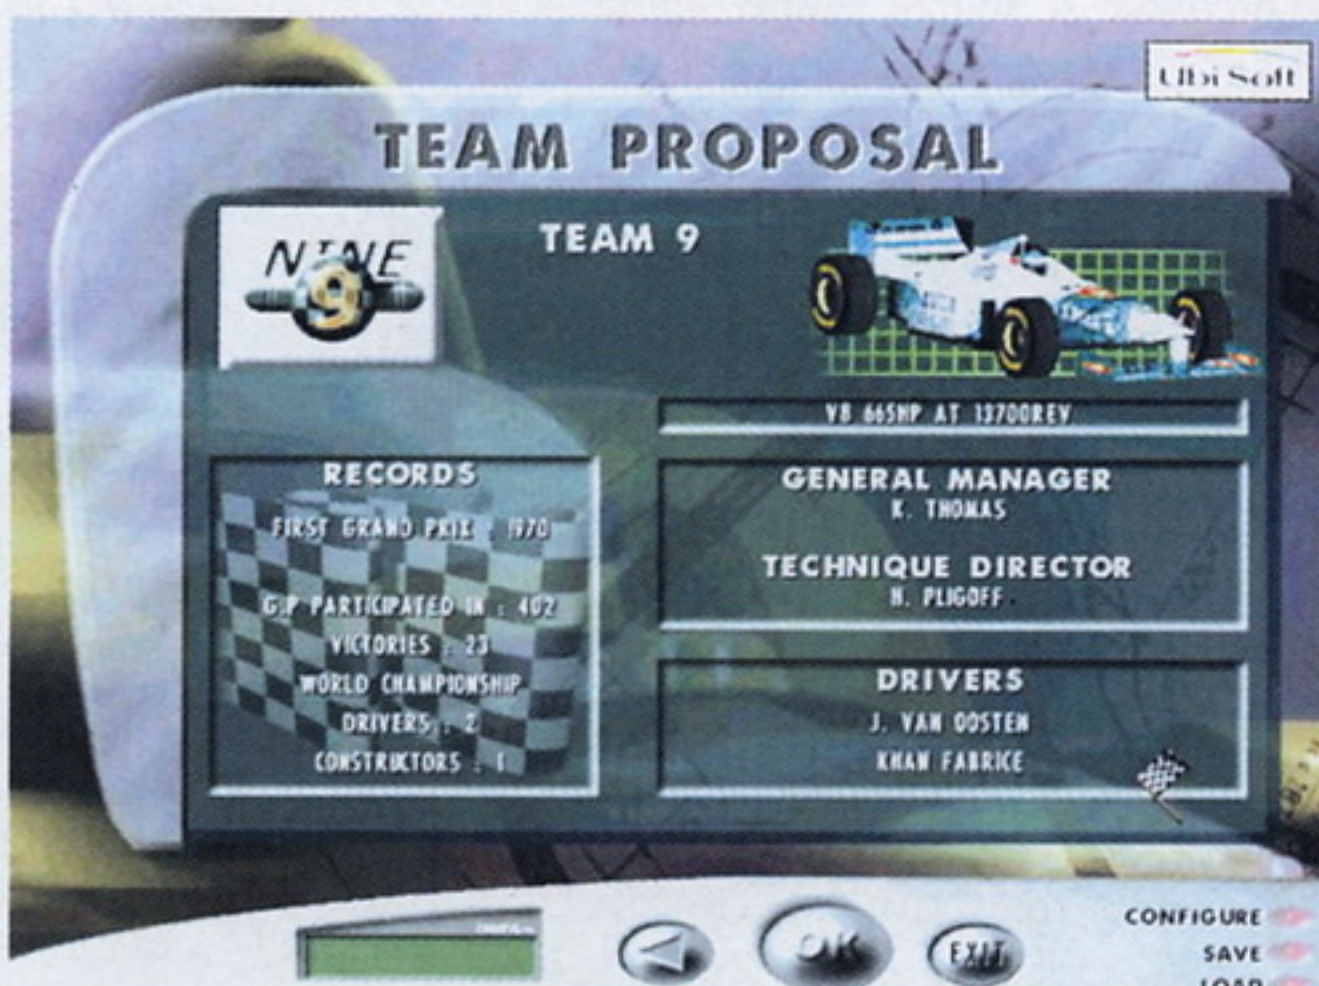 Ubi Soft
TEAM PROPOSAL
NINE
9
TEAM 9
V8 665HP AT 13700REV
RECORDS
FIRST GRAND PRIX : 1970
G.P PARTICIPATED IN : 402
VICTORIES : 23
WORLD CHAMPIONSHIP
DRIVERS : 2
CONSTRUCTORS : 1
GENERAL MANAGER
K. THOMAS
TECHNIQUE DIRECTOR
H. PLIGOFF
DRIVERS
J. VAN OOSTEN
KHAN FABRICE
OK
EXIT
CONFIGURE
SAVE
LOAD